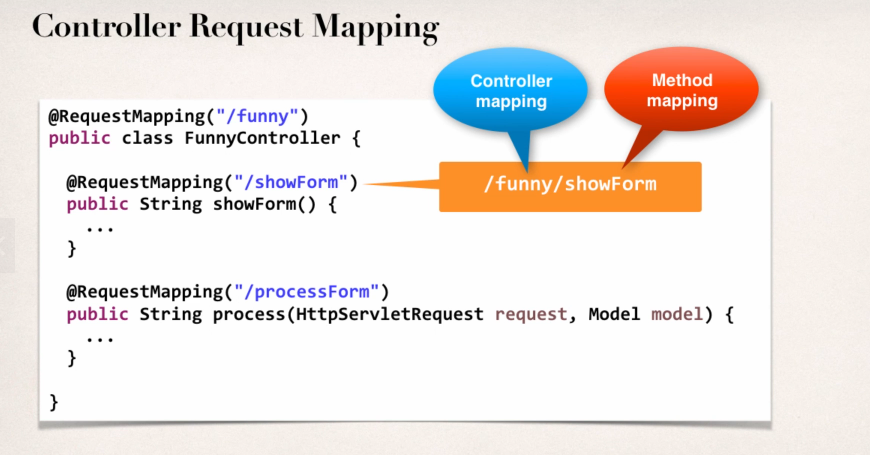 Controller Request Mapping
Controller
mapping
Method
mapping
@RequestMapping("/funny")
public class FunnyController {
@RequestMapping("/showForm")
/funny/showForm
public String showForm() {
...
}
@RequestMapping("/processForm")
public String process(HttpServletRequest request, Model model) {
...
}
}